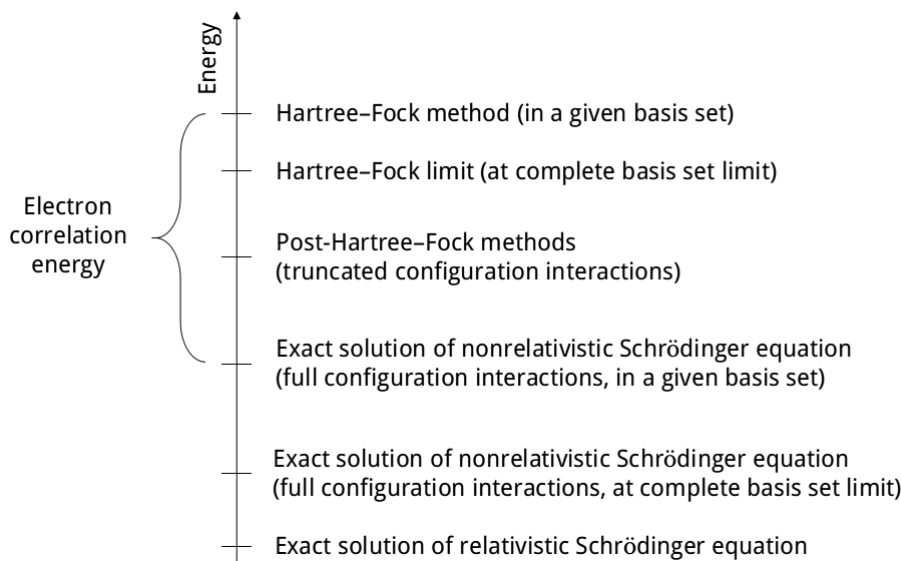 Energy
Hartree–Fock method (in a given basis set)
Hartree–Fock limit (at complete basis set limit)
Electron
correlation
energy
Post-Hartree–Fock methods
(truncated configuration interactions)
Exact solution of nonrelativistic Schrödinger equation
(full configuration interactions, in a given basis set)
Exact solution of nonrelativistic Schrödinger equation
(full configuration interactions, at complete basis set limit)
Exact solution of relativistic Schrödinger equation